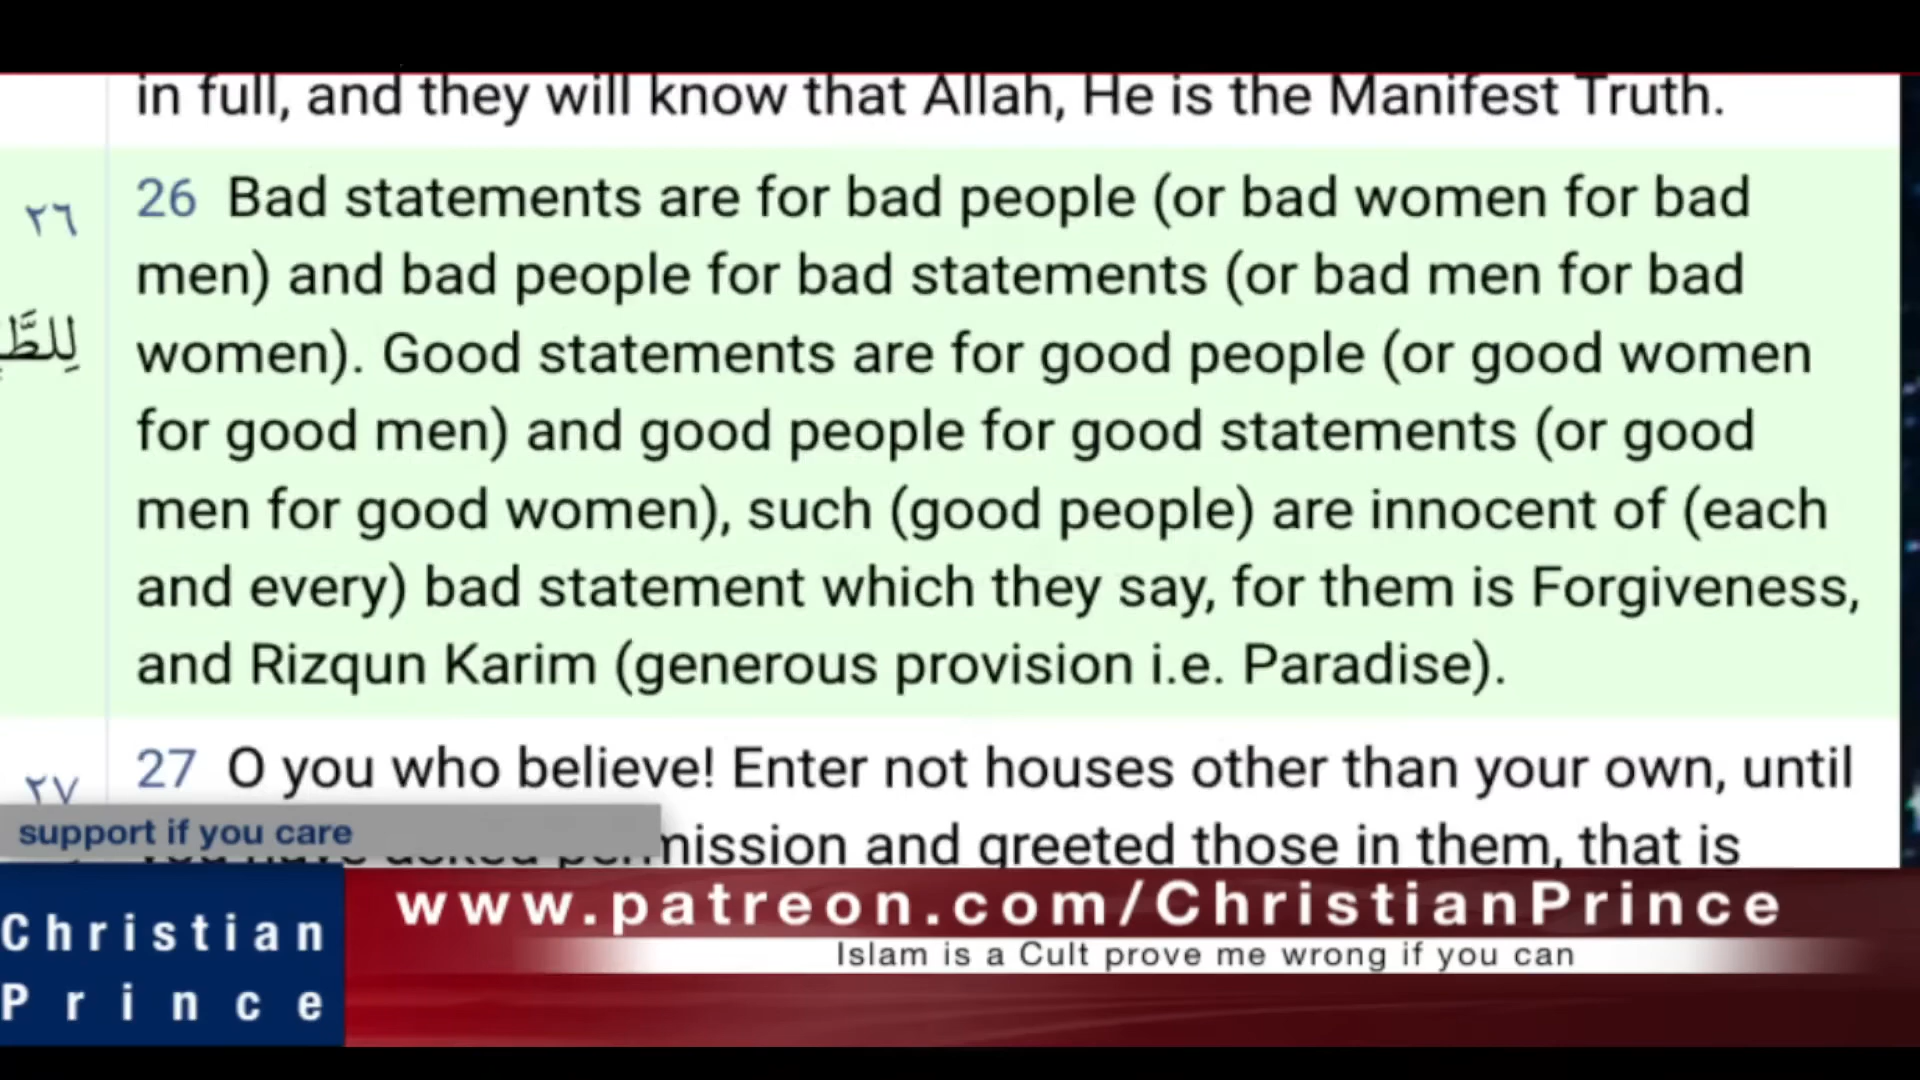 in full, and they will know that Allah, He is the Manifest Truth.
٢٦
26 Bad statements are for bad people (or bad women for bad
men) and bad people for bad statements (or bad men for bad
women). Good statements are for good people (or good women
for good men) and good people for good statements (or good
men for good women), such (good people) are innocent of (each
and every) bad statement which they say, for them is Forgiveness,
and Rizqun Karim (generous provision i.e. Paradise).
٢٧
27 O you who believe! Enter not houses other than your own, until
you have asked permission and greeted those in them, that is
support if you care
Christian
Prince
www.patreon.com/ChristianPrince
Islam is a Cult prove me wrong if you can